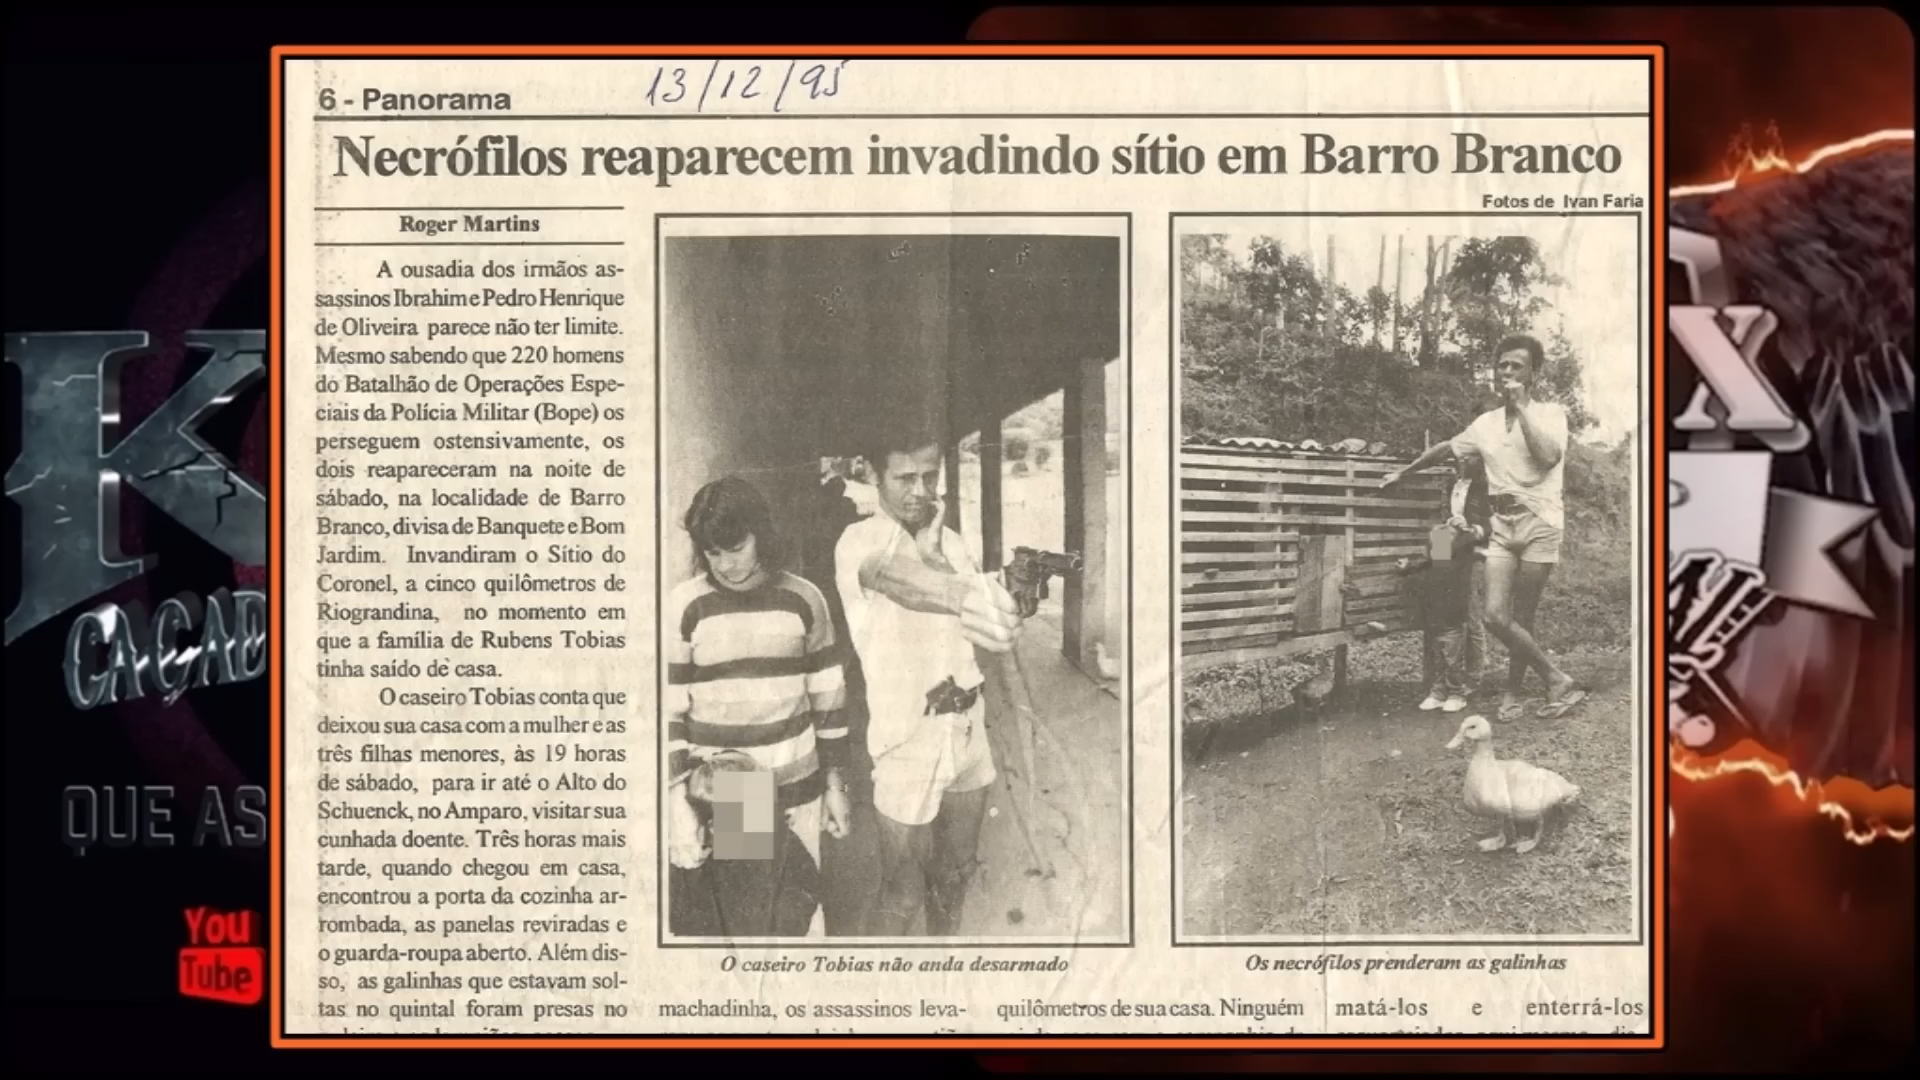 13/12/95
6 - Panorama
Necrófilos reaparecem invadindo sítio em Barro Branco
Fotos de Ivan Faria
Roger Martins
A ousadia dos irmãos as-
sassinos Ibrahim e Pedro Henrique
de Oliveira parece não ter limite.
Mesmo sabendo que 220 homens
do Batalhão de Operações Espe-
ciais da Polícia Militar (Bope) os
perseguem ostensivamente, os
dois reapareceram na noite de
sábado, na localidade de Barro
Branco, divisa de Banquete e Bom
Jardim. Invandiram o Sítio do
Coronel, a cinco quilômetros de
Riograndina, no momento em
que a família de Rubens Tobias
tinha saído de casa.
O caseiro Tobias conta que
deixou sua casa com a mulher e as
três filhas menores, às 19 horas
de sábado, para ir até o Alto do
Schuenck, no Amparo, visitar sua
cunhada doente. Três horas mais
tarde, quando chegou em casa,
encontrou a porta da cozinha ar-
rombada, as panelas reviradas e
o guarda-roupa aberto. Além dis-
so, as galinhas que estavam sol-
tas no quintal foram presas no
O caseiro Tobias não anda desarmado
Os necrófilos prenderam as galinhas
machadinha, os assassinos leva-
quilômetros de sua casa. Ninguém
matá-los e enterrá-los
K
CAÇAD
QUE AS
You
Tube
X